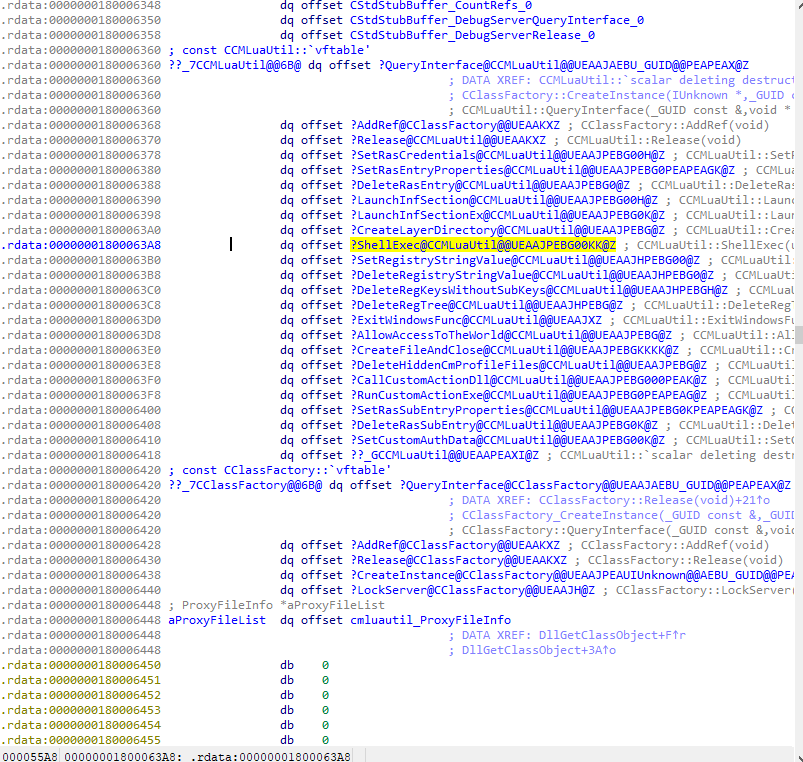 .rdata:0000000180006348 dq offset CStdStubBuffer_CountRefs_0
.rdata:0000000180006350 dq offset CStdStubBuffer_DebugServerQueryInterface_0
.rdata:0000000180006358 dq offset CStdStubBuffer_DebugServerRelease_0
.rdata:0000000180006360 ; const CCMLuaUtil::`vftable'
.rdata:0000000180006360 ??_7CCMLuaUtil@@6B@ dq offset ?QueryInterface@CCMLuaUtil@@UEAAJAEBU_GUID@@PEAPEAX@Z
.rdata:0000000180006360 ; DATA XREF: CCMLuaUtil::`scalar deleting destruct
.rdata:0000000180006360 ; CClassFactory::CreateInstance(IUnknown *,_GUID c
.rdata:0000000180006360 ; CCMLuaUtil::QueryInterface(_GUID const &,void *
.rdata:0000000180006368 dq offset ?AddRef@CClassFactory@@UEAAKXZ ; CClassFactory::AddRef(void)
.rdata:0000000180006370 dq offset ?Release@CCMLuaUtil@@UEAAKXZ ; CCMLuaUtil::Release(void)
.rdata:0000000180006378 dq offset ?SetRasCredentials@CCMLuaUtil@@UEAAJPEBG00H@Z ; CCMLuaUtil::SetR
.rdata:0000000180006380 dq offset ?SetRasEntryProperties@CCMLuaUtil@@UEAAJPEBG0PEAPEAGK@Z ; CCMLua
.rdata:0000000180006388 dq offset ?DeleteRasEntry@CCMLuaUtil@@UEAAJPEBG0@Z ; CCMLuaUtil::DeleteRas
.rdata:0000000180006390 dq offset ?LaunchInfSection@CCMLuaUtil@@UEAAJPEBG00H@Z ; CCMLuaUtil::Launc
.rdata:0000000180006398 dq offset ?LaunchInfSectionEx@CCMLuaUtil@@UEAAJPEBG0K@Z ; CCMLuaUtil::Laun
.rdata:00000001800063A0 dq offset ?CreateLayerDirectory@CCMLuaUtil@@UEAAJPEBG@Z ; CCMLuaUtil::Crea
.rdata:00000001800063A8 dq offset ?ShellExec@CCMLuaUtil@@UEAAJPEBG00KK@Z ; CCMLuaUtil::ShellExec(u
.rdata:00000001800063B0 dq offset ?SetRegistryStringValue@CCMLuaUtil@@UEAAJHPEBG00@Z ; CCMLuaUtil:
.rdata:00000001800063B8 dq offset ?DeleteRegistryStringValue@CCMLuaUtil@@UEAAJHPEBG0@Z ; CCMLuaUti
.rdata:00000001800063C0 dq offset ?DeleteRegKeysWithoutSubKeys@CCMLuaUtil@@UEAAJHPEBGH@Z ; CCMLuaU
.rdata:00000001800063C8 dq offset ?DeleteRegTree@CCMLuaUtil@@UEAAJHPEBG@Z ; CCMLuaUtil::DeleteRegT
.rdata:00000001800063D0 dq offset ?ExitWindowsFunc@CCMLuaUtil@@UEAAJXZ ; CCMLuaUtil::ExitWindowsFu
.rdata:00000001800063D8 dq offset ?AllowAccessToTheWorld@CCMLuaUtil@@UEAAJPEBG@Z ; CCMLuaUtil::All
.rdata:00000001800063E0 dq offset ?CreateFileAndClose@CCMLuaUtil@@UEAAJPEBGKKKK@Z ; CCMLuaUtil::Cr
.rdata:00000001800063E8 dq offset ?DeleteHiddenCmProfileFiles@CCMLuaUtil@@UEAAJPEBG@Z ; CCMLuaUtil
.rdata:00000001800063F0 dq offset ?CallCustomActionDll@CCMLuaUtil@@UEAAJPEBG000PEAK@Z ; CCMLuaUtil
.rdata:00000001800063F8 dq offset ?RunCustomActionExe@CCMLuaUtil@@UEAAJPEBG0PEAPEAG@Z ; CCMLuaUtil
.rdata:0000000180006400 dq offset ?SetRasSubEntryProperties@CCMLuaUtil@@UEAAJPEBG0KPEAPEAGK@Z ; CC
.rdata:0000000180006408 dq offset ?DeleteRasSubEntry@CCMLuaUtil@@UEAAJPEBG0K@Z ; CCMLuaUtil::Delet
.rdata:0000000180006410 dq offset ?SetCustomAuthData@CCMLuaUtil@@UEAAJPEBG00K@Z ; CCMLuaUtil::SetC
.rdata:0000000180006418 dq offset ??_GCCMLuaUtil@@UEAAPEAXI@Z ; CCMLuaUtil::`scalar deleting destr
.rdata:0000000180006420 ; const CClassFactory::`vftable'
.rdata:0000000180006420 ??_7CClassFactory@@6B@ dq offset ?QueryInterface@CClassFactory@@UEAAJAEBU_GUID@@PEAPEAX@Z
.rdata:0000000180006420 ; DATA XREF: CClassFactory::Release(void)+21↑o
.rdata:0000000180006420 ; CClassFactory_CreateInstance(_GUID const &,_GUID
.rdata:0000000180006420 ; CClassFactory::QueryInterface(_GUID const &,void
.rdata:0000000180006428 dq offset ?AddRef@CClassFactory@@UEAAKXZ ; CClassFactory::AddRef(void)
.rdata:0000000180006430 dq offset ?Release@CClassFactory@@UEAAKXZ ; CClassFactory::Release(void)
.rdata:0000000180006438 dq offset ?CreateInstance@CClassFactory@@UEAAJPEAUIUnknown@@AEBU_GUID@@PEA
.rdata:0000000180006440 dq offset ?LockServer@CClassFactory@@UEAAJH@Z ; CClassFactory::LockServer(
.rdata:0000000180006448 ; ProxyFileInfo *aProxyFileList
.rdata:0000000180006448 aProxyFileList dq offset cmluautil_ProxyFileInfo
.rdata:0000000180006448 ; DATA XREF: DllGetClassObject+F↑r
.rdata:0000000180006448 ; DllGetClassObject+3A↑o
.rdata:0000000180006450 db 0
.rdata:0000000180006451 db 0
.rdata:0000000180006452 db 0
.rdata:0000000180006453 db 0
.rdata:0000000180006454 db 0
.rdata:0000000180006455 db 0
000055A8 00000001800063A8: .rdata:00000001800063A8